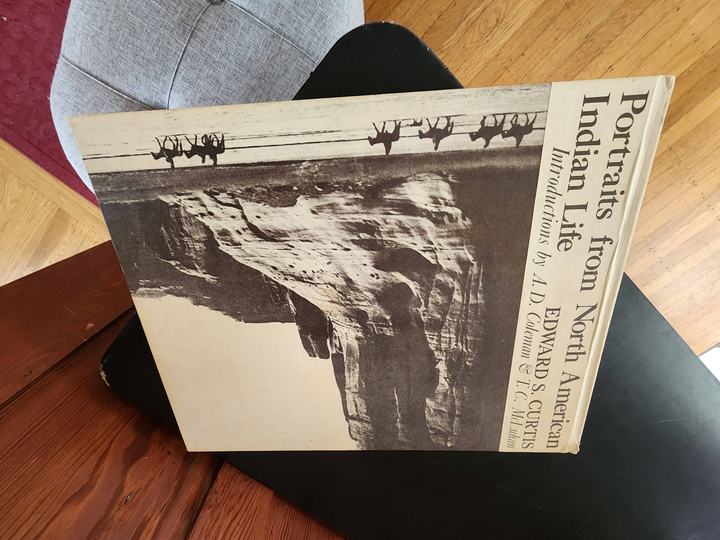 Portraits from North American
Indian Life
EDWARD S. CURTIS
Introductions by A.D. Coleman & T. C. McLuhan